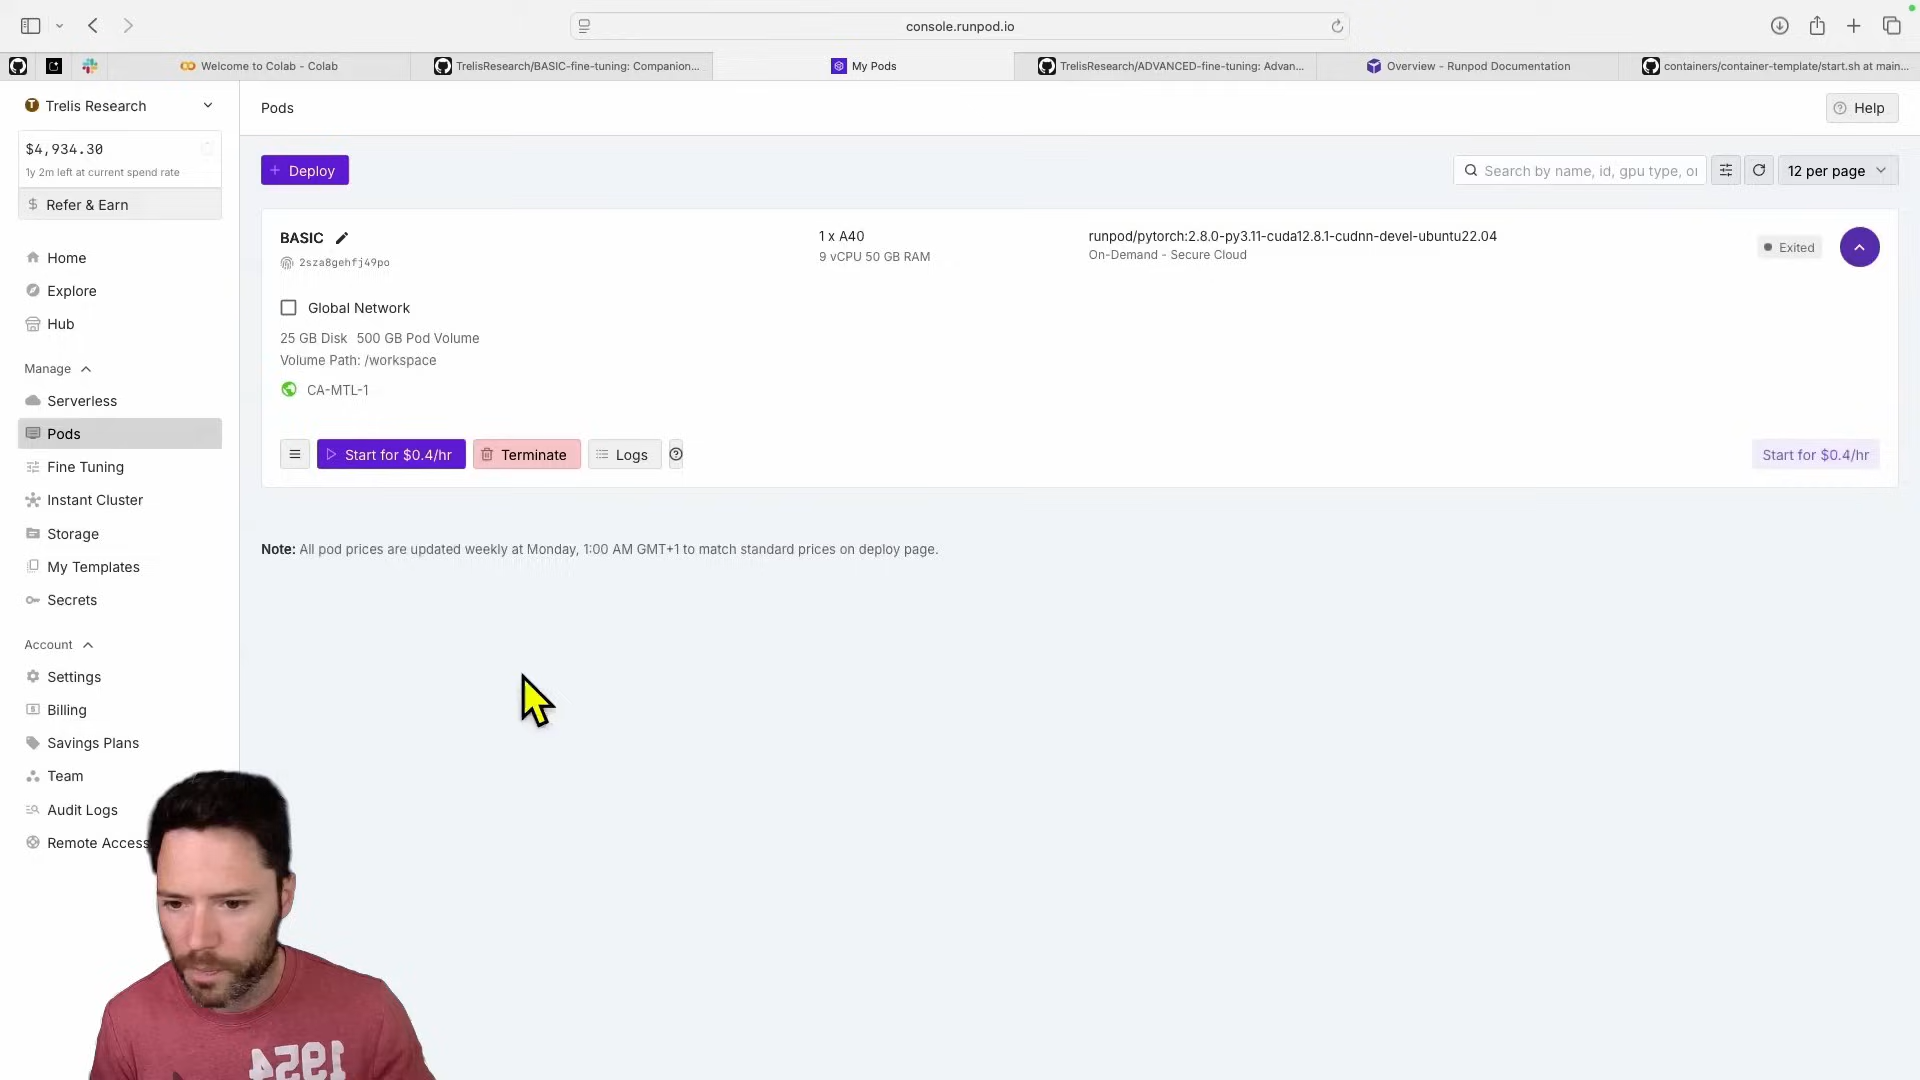 console.runpod.io
Welcome to Colab - Colab
TrelisResearch/BASIC-fine-tuning: Companion...
My Pods
TrelisResearch/ADVANCED-fine-tuning: Advan...
Overview - Runpod Documentation
containers/container-template/start.sh at main...
T Trelis Research
$4,934.30
1y 2m left at current spend rate
$ Refer & Earn
Home
Explore
Hub
Manage
Serverless
Pods
Fine Tuning
Instant Cluster
Storage
My Templates
Secrets
Account
Settings
Billing
Savings Plans
Team
Audit Logs
Remote Access
Pods
Help
+ Deploy
Search by name, id, gpu type, or
12 per page
BASIC
2sza8gehfj49po
1 x A40
9 vCPU 50 GB RAM
runpod/pytorch:2.8.0-py3.11-cuda12.8.1-cudnn-devel-ubuntu22.04
On-Demand - Secure Cloud
Exited
Global Network
25 GB Disk 500 GB Pod Volume
Volume Path: /workspace
CA-MTL-1
Start for $0.4/hr
Terminate
Logs
Start for $0.4/hr
Note: All pod prices are updated weekly at Monday, 1:00 AM GMT+1 to match standard prices on deploy page.
1954